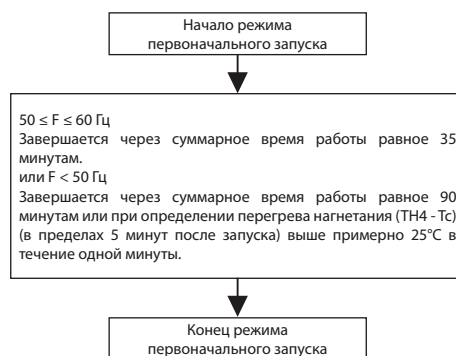 Начало режима
первоначального запуска
50 ≤ F ≤ 60 Гц
Завершается через суммарное время работы равное 35
минутам.
или F < 50 Гц
Завершается через суммарное время работы равное 90
минутам или при определении перегрева нагнетания (TH4 - Tc)
(в пределах 5 минут после запуска) выше примерно 25°C в
течение одной минуты.
Конец режима
первоначального запуска